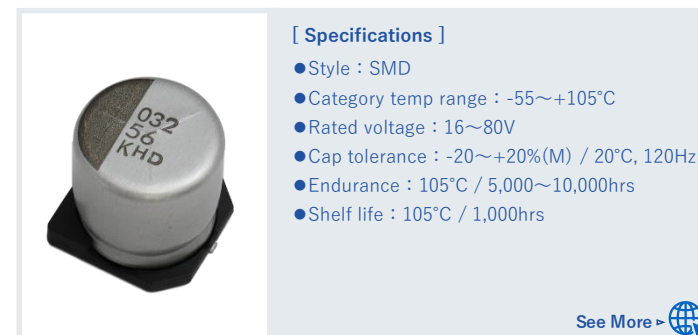 032
56
KHD
[ Specifications ]
●Style：SMD
●Category temp range：-55～+105°C
●Rated voltage：16～80V
●Cap tolerance：-20～+20%(M) / 20°C, 120Hz
●Endurance：105°C / 5,000～10,000hrs
●Shelf life：105°C / 1,000hrs
See More ▻